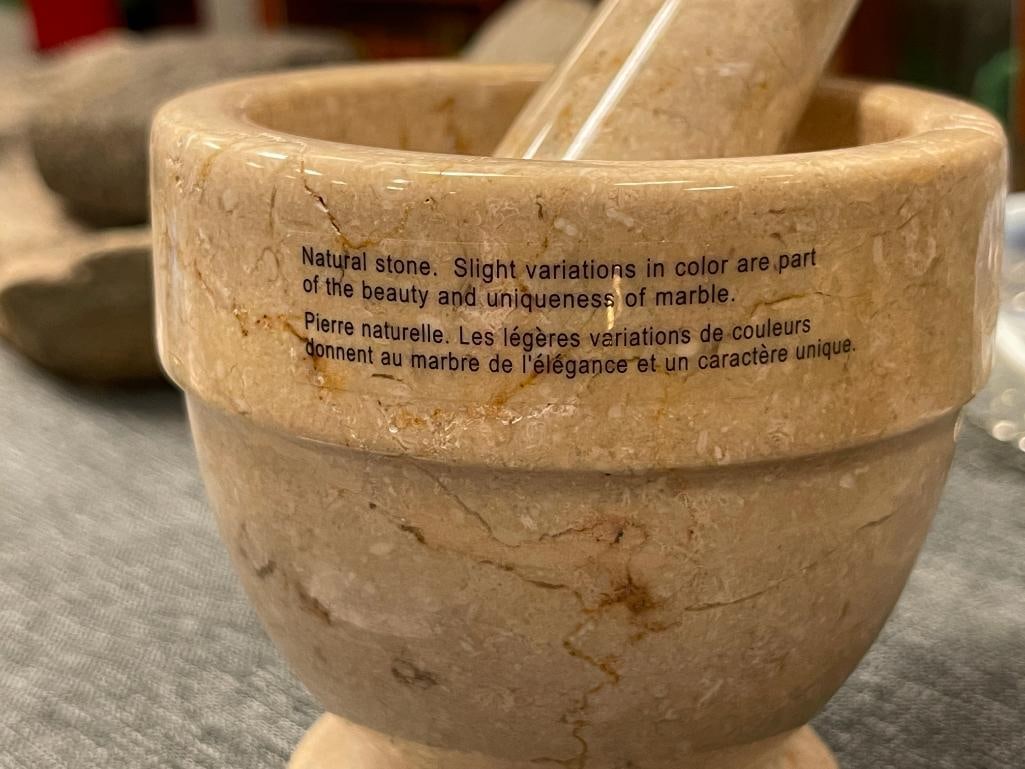 Natural stone. Slight variations in color are part
of the beauty and uniqueness of marble.
Pierre naturelle. Les légères variations de couleurs
donnent au marbre de l'élégance et un caractère unique.